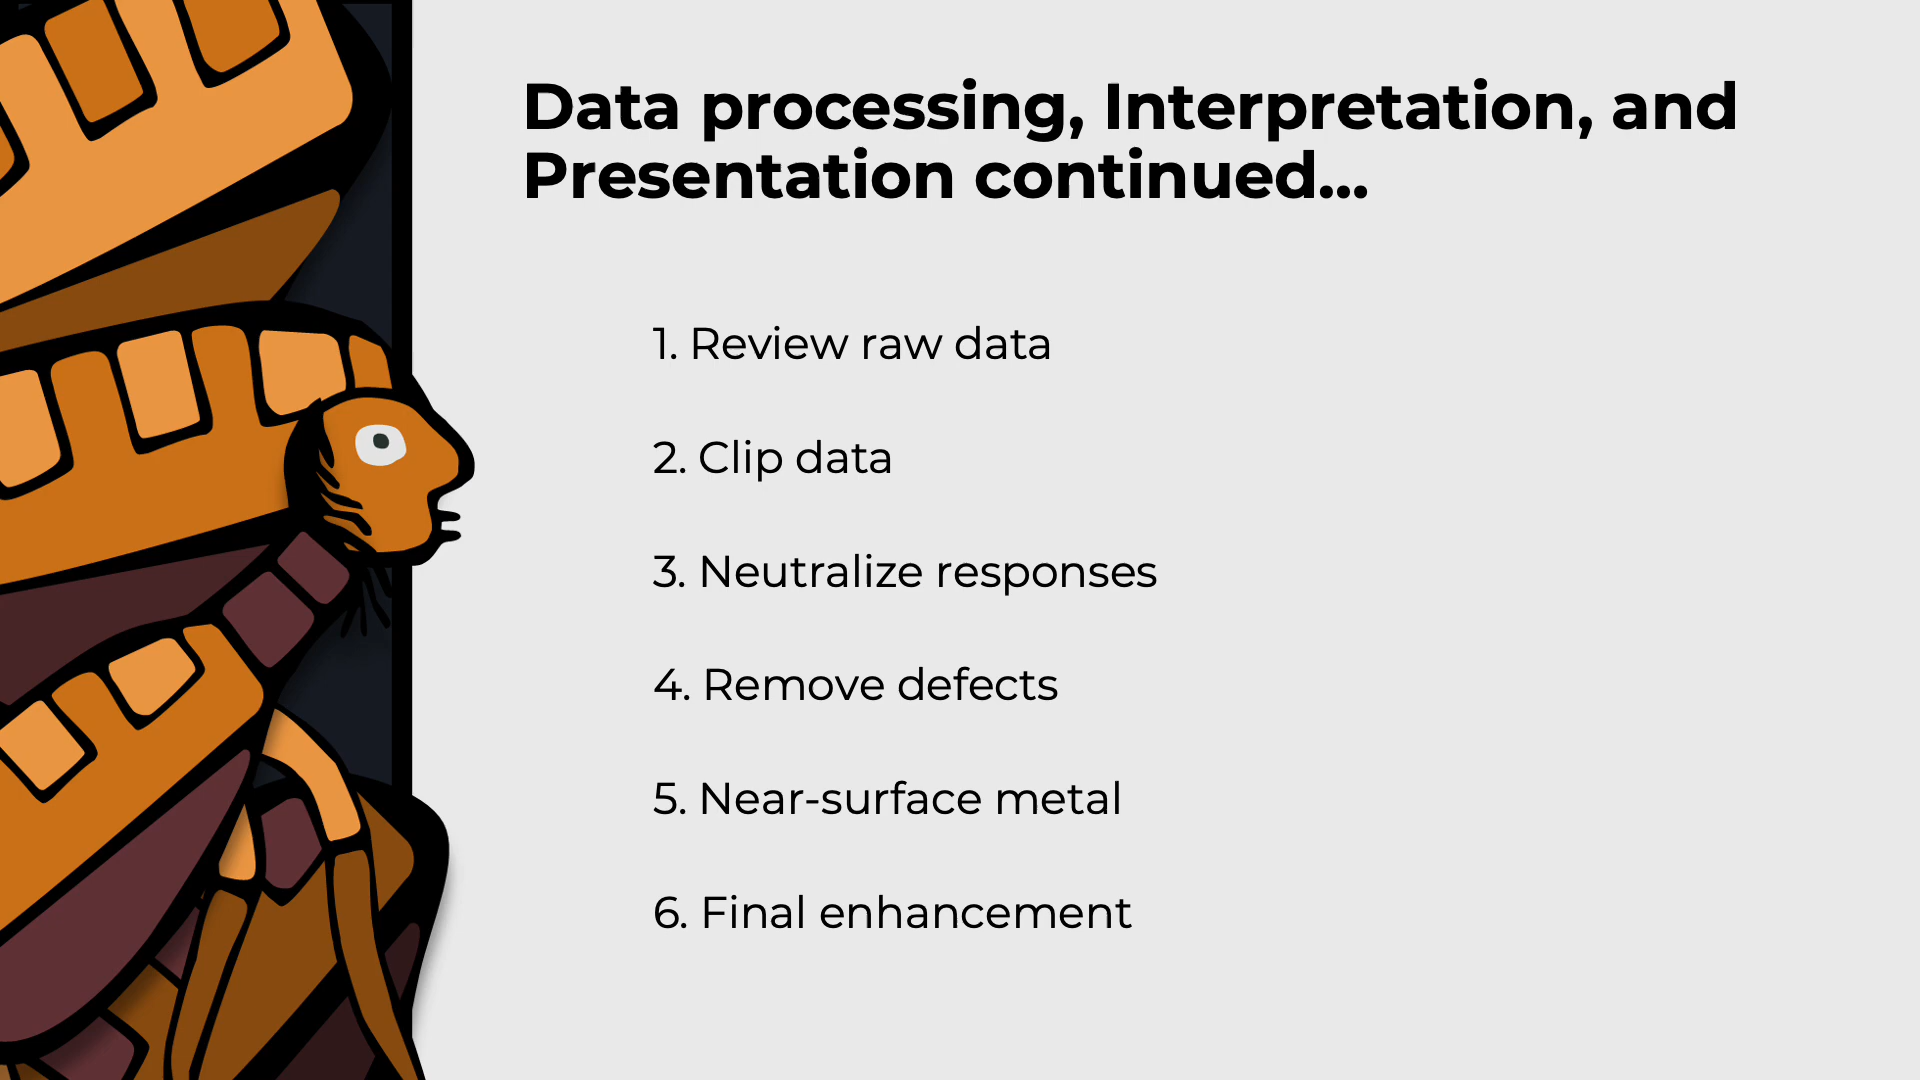 Data processing, Interpretation, and
Presentation continued...
1. Review raw data
2. Clip data
3. Neutralize responses
4. Remove defects
5. Near-surface metal
6. Final enhancement